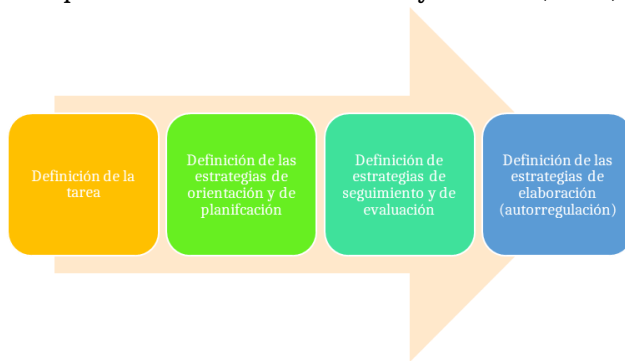 Definición de la
tarea
Definición de las
estrategias de
orientación y de
planifcación
Definición de
estrategias de
seguimiento y de
evaluación
Definición de las
estrategias de
elaboración
(autorregulación)